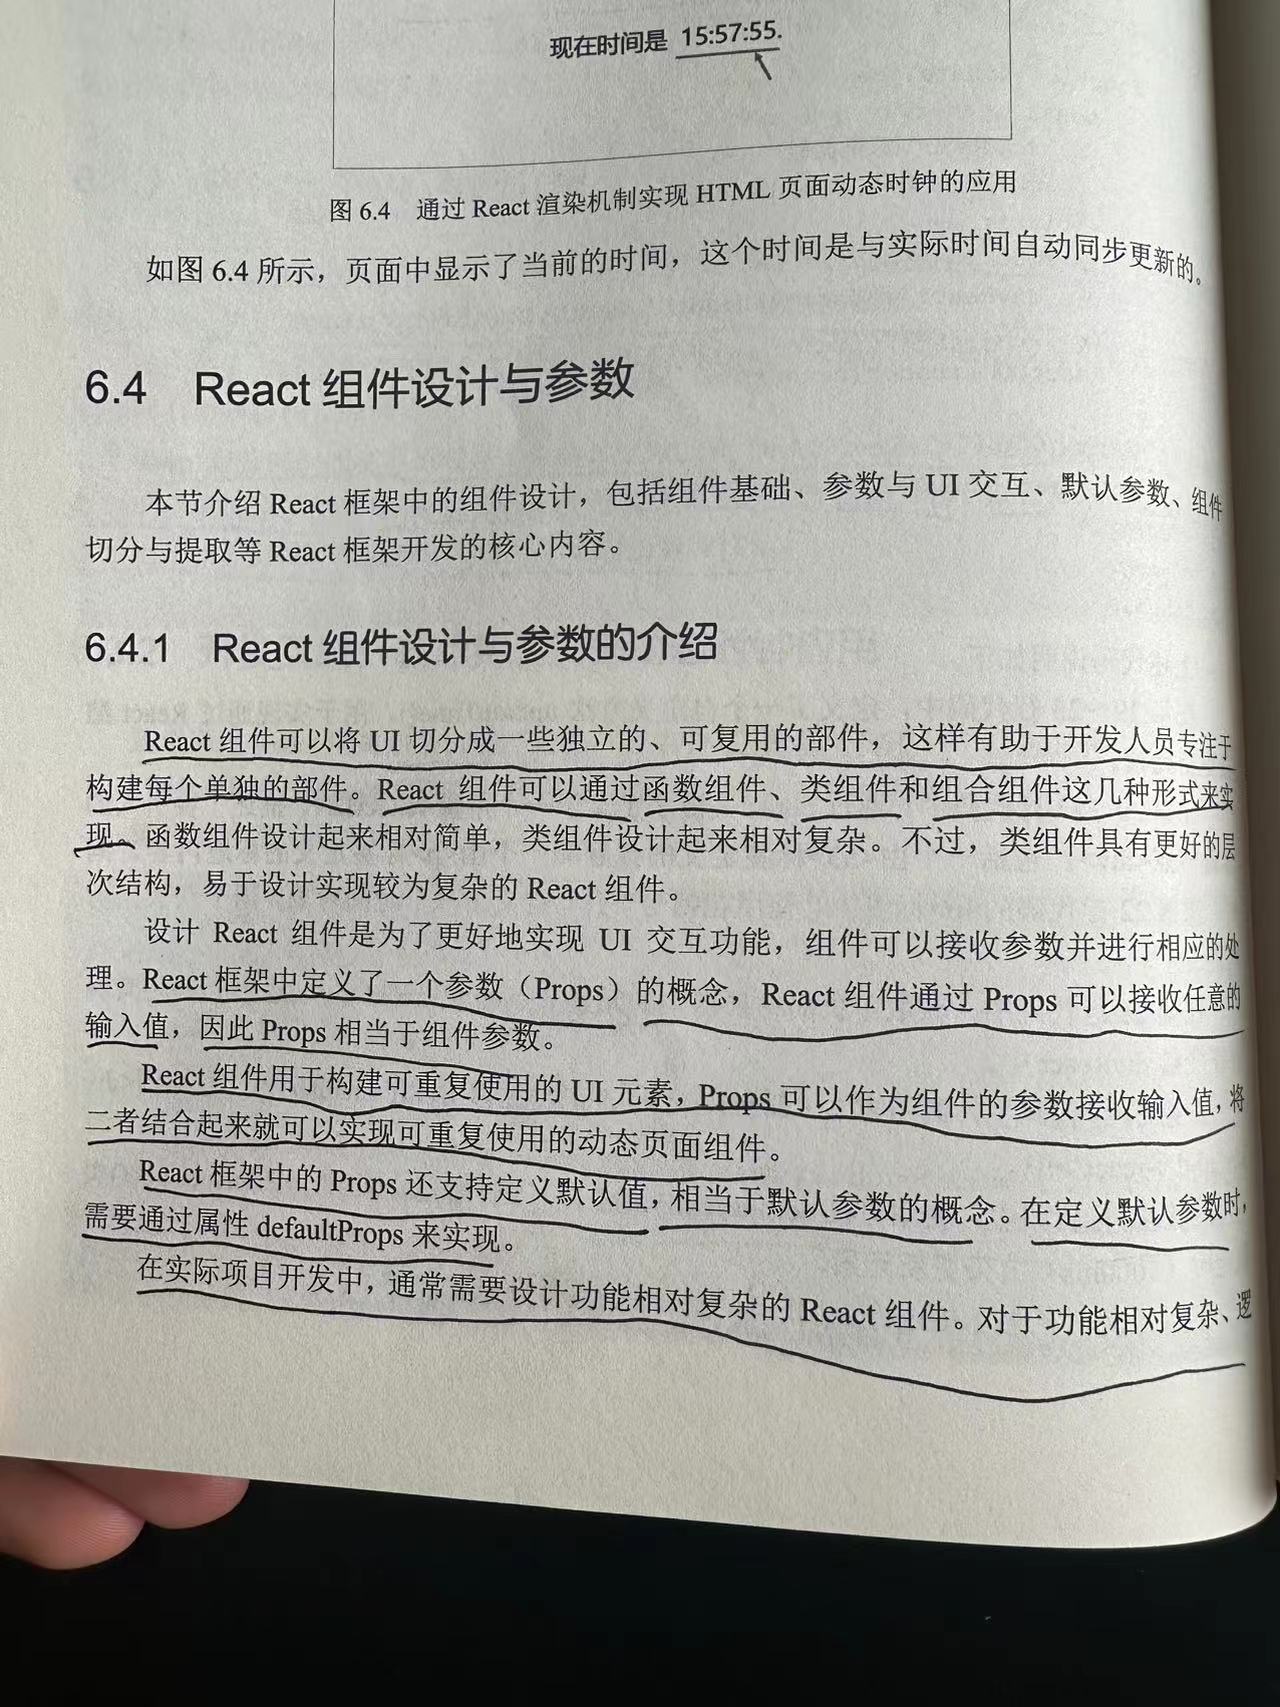 现在时间是 15:57:55.
图 6.4 通过 React 渲染机制实现 HTML 页面动态时钟的应用
如图 6.4 所示，页面中显示了当前的时间，这个时间是与实际时间自动同步更新的。
6.4 React 组件设计与参数
本节介绍 React 框架中的组件设计，包括组件基础、参数与 UI 交互、默认参数、组件
切分与提取等 React 框架开发的核心内容。
6.4.1 React 组件设计与参数的介绍
React 组件可以将 UI 切分成一些独立的、可复用的部件，这样有助于开发人员专注于
构建每个单独的部件。React 组件可以通过函数组件、类组件和组合组件这几种形式来实
现。函数组件设计起来相对简单，类组件设计起来相对复杂。不过，类组件具有更好的层
次结构，易于设计实现较为复杂的 React 组件。
设计 React 组件是为了更好地实现 UI 交互功能，组件可以接收参数并进行相应的处
理。React 框架中定义了一个参数（Props）的概念，React 组件通过 Props 可以接收任意的
输入值，因此 Props 相当于组件参数。
React 组件用于构建可重复使用的 UI 元素，Props 可以作为组件的参数接收输入值，将
二者结合起来就可以实现可重复使用的动态页面组件。
React 框架中的 Props 还支持定义默认值，相当于默认参数的概念。在定义默认参数时，
需要通过属性 defaultProps 来实现。
在实际项目开发中，通常需要设计功能相对复杂的 React 组件。对于功能相对复杂、逻